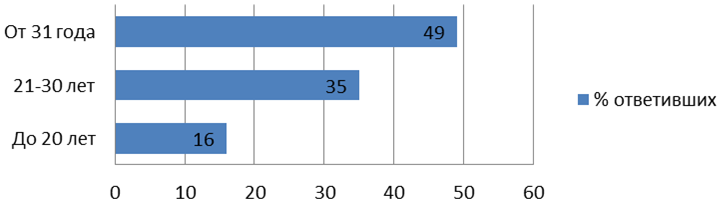 От 31 года
49
21-30 лет
35
% ответивших
До 20 лет
16
0 10 20 30 40 50 60